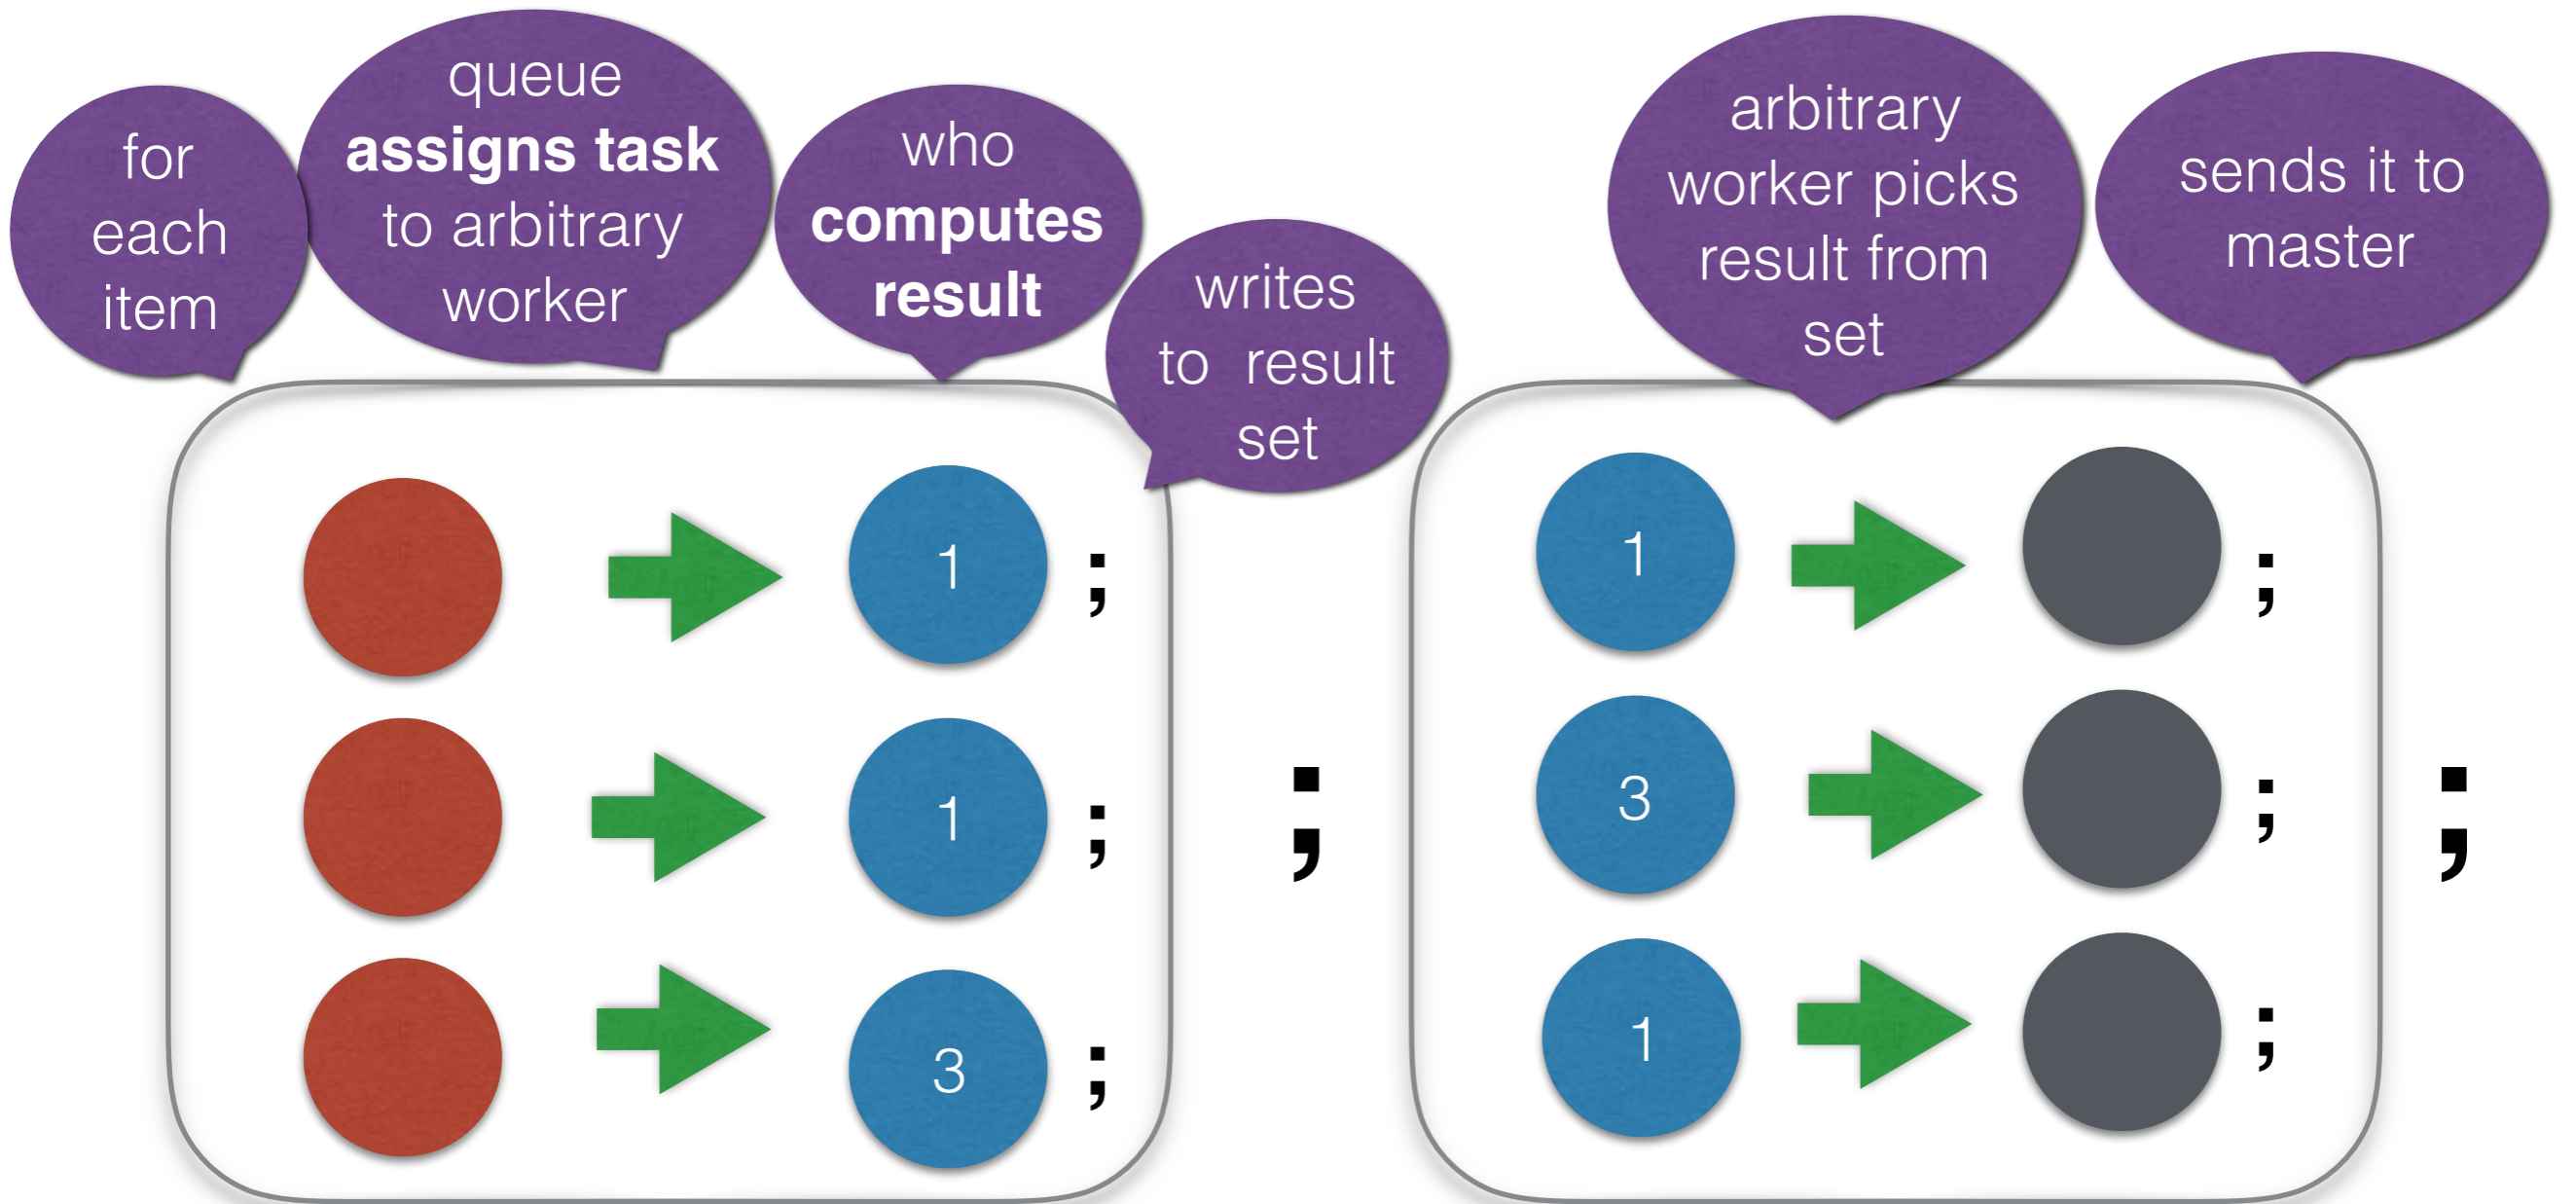 for
each
item
queue
assigns task
to arbitrary
worker
who
computes
result
writes
to result
set
arbitrary
worker picks
result from
set
sends it to
master
1 ;
1 ;
3 ;
;
1 ;
3 ;
1 ;
;